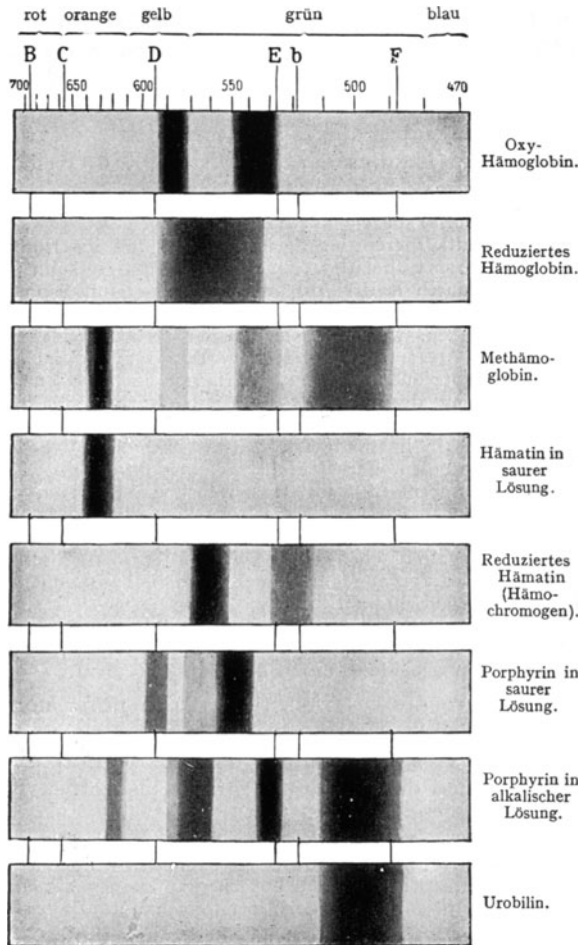 rot orange gelb grün blau
B C D E b F
700 650 600 550 500 470
Oxy-
Hämoglobin.
Reduziertes
Hämoglobin.
Methämo-
globin.
Hämatin in
saurer
Lösung.
Reduziertes
Hämatin
(Hämo-
chromogen).
Porphyrin in
saurer
Lösung.
Porphyrin in
alkalischer
Lösung.
Urobilin.